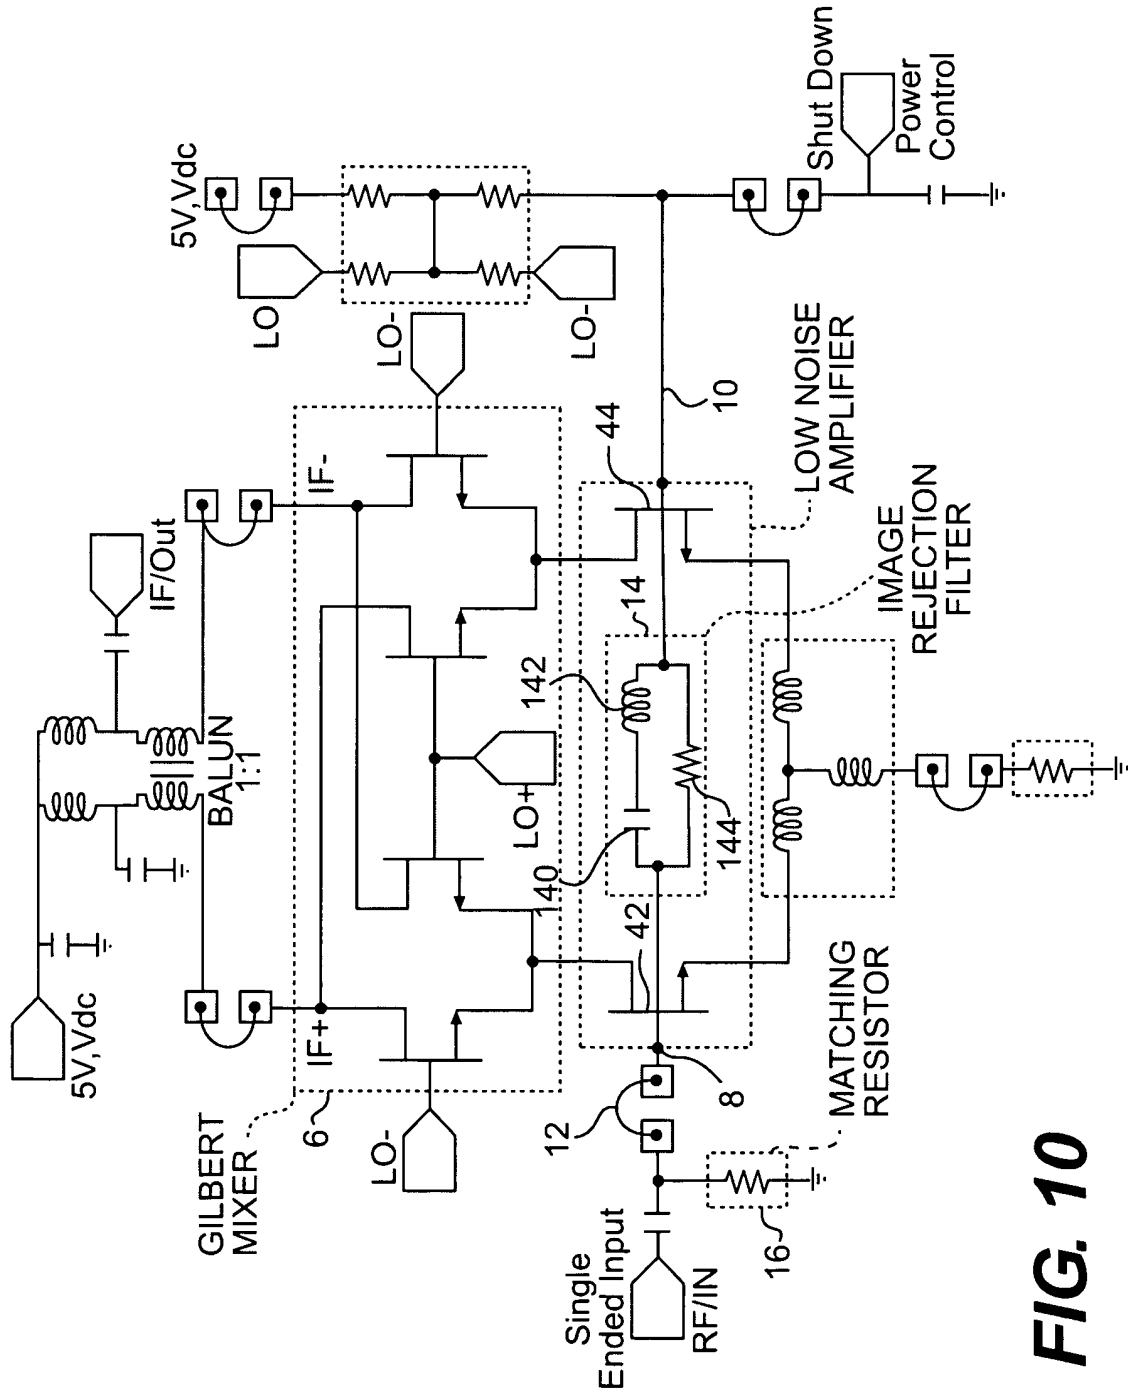 5V,Vdc
IF/Out
BALUN
1:1
5V,Vdc
LO
LO-
GILBERT
MIXER
6
IF+
IF-
LO-
LO+
LO-
Shut Down
Power
Control
10
44
LOW NOISE
AMPLIFIER
14
142
140
144
42
IMAGE
REJECTION
FILTER
12
8
Single
Ended Input
RF/IN
16
MATCHING
RESISTOR
FIG. 10